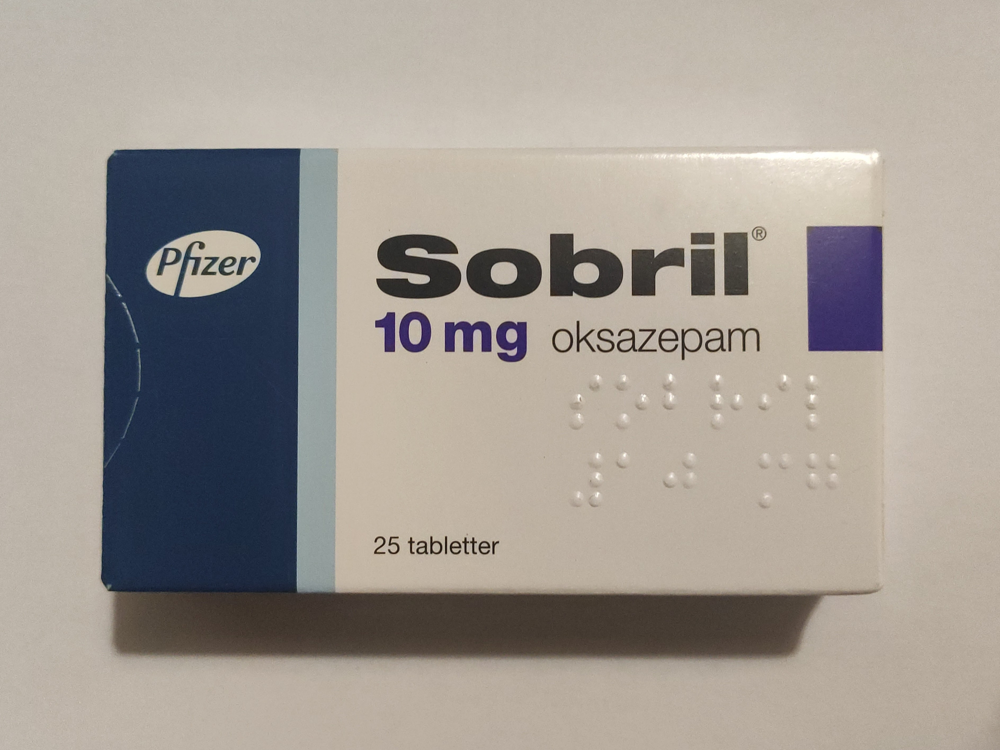 Pfizer
Sobril®
10 mg oksazepam
⠎⠕⠃⠗⠊⠇
⠼⠁⠚⠀⠍⠛
25 tabletter